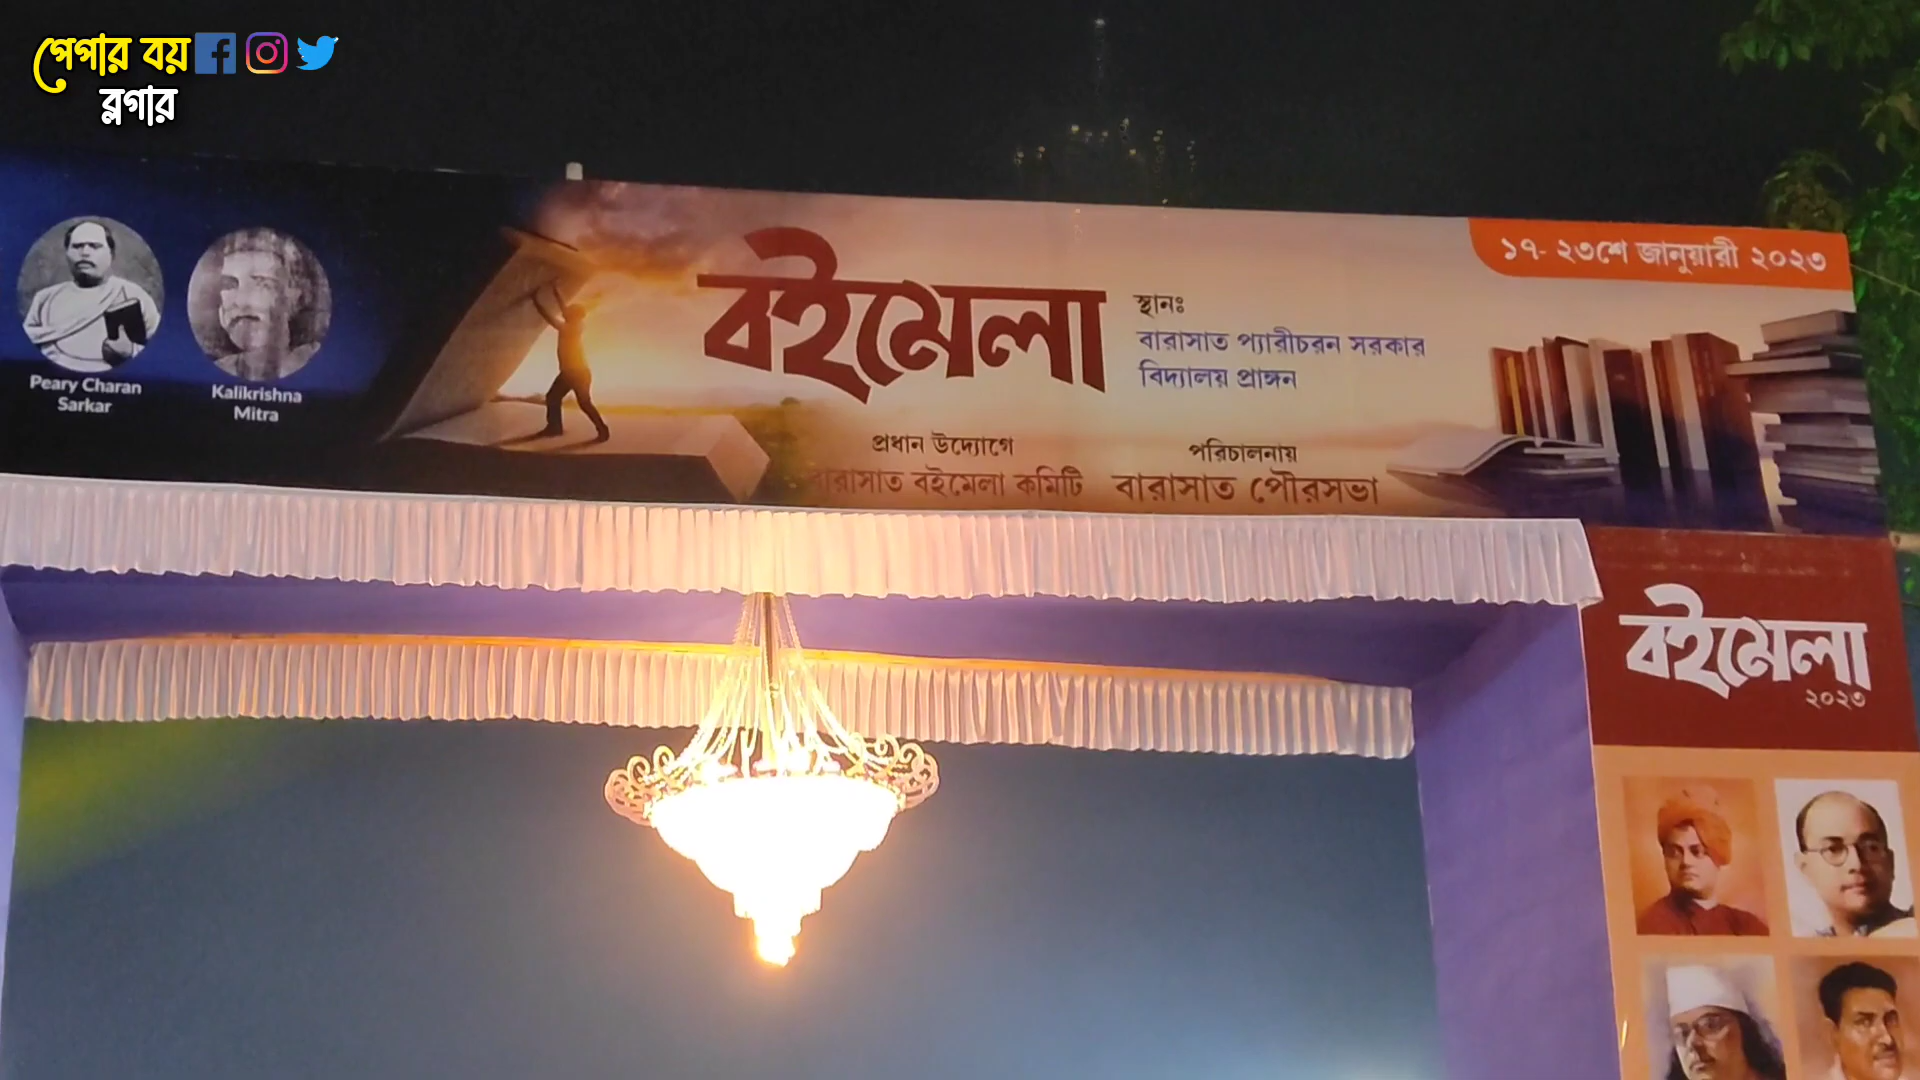 পেপার বয়
ব্লগার
Peary Charan
Sarkar
Kalikrishna
Mitra
বইমেলা
১৭- ২৩শে জানুয়ারী ২০২৩
স্থানঃ
বারাসাত প্যারীচরন সরকার
বিদ্যালয় প্রাঙ্গন
প্রধান উদ্যোগে
বারাসাত বইমেলা কমিটি
পরিচালনায়
বারাসাত পৌরসভা
বইমেলা
২০২৩